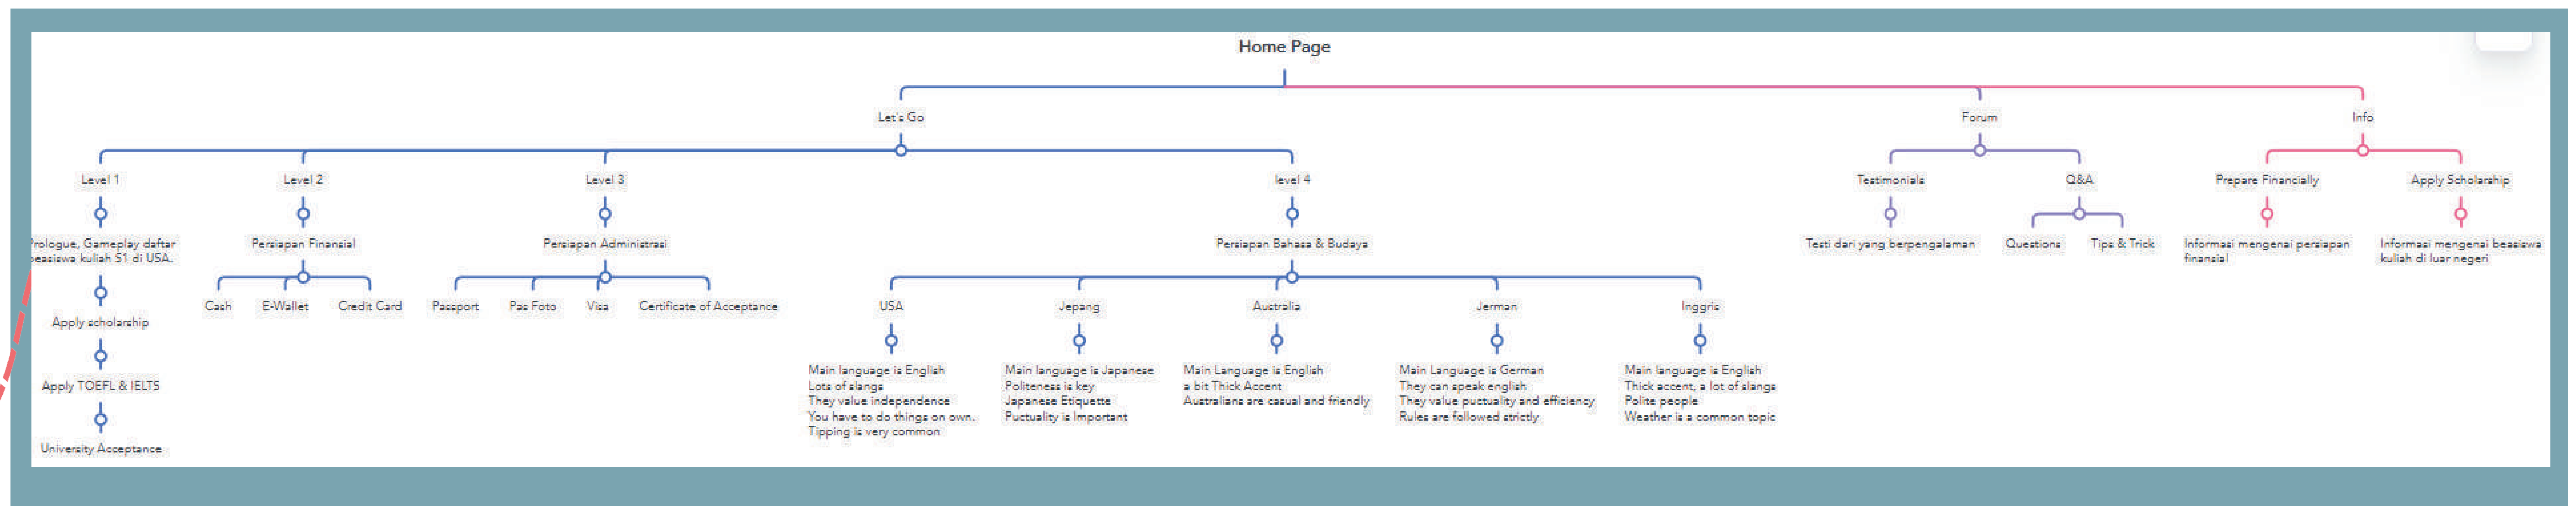 Home Page
Let's Go
Forum
Info
Level 1
Level 2
Level 3
level 4
Testimonials
Q&A
Prepare Financially
Apply Scholarship
Prologue, Gameplay daftar
beasiswa kuliah S1 di USA.
Persiapan Finansial
Persiapan Administrasi
Persiapan Bahasa & Budaya
Testi dari yang berpengalaman
Questions
Tips & Trick
Informasi mengenai persiapan
finansial
Informasi mengenai beasiswa
kuliah di luar negeri
Cash
E-Wallet
Credit Card
Passport
Pas Foto
Visa
Certificate of Acceptance
USA
Jepang
Australia
Jerman
Inggris
Apply scholarship
Apply TOEFL & IELTS
University Acceptance
Main language is English
Lots of slangs
They value independence
You have to do things on own.
Tipping is very common
Main language is Japanese
Politeness is key
Japanese Etiquette
Puctuality is Important
Main Language is English
a bit Thick Accent
Australians are casual and friendly
Main Language is German
They can speak english
They value puctuality and efficiency
Rules are followed strictly
Main language is English
Thick accent, a lot of slangs
Polite people
Weather is a common topic